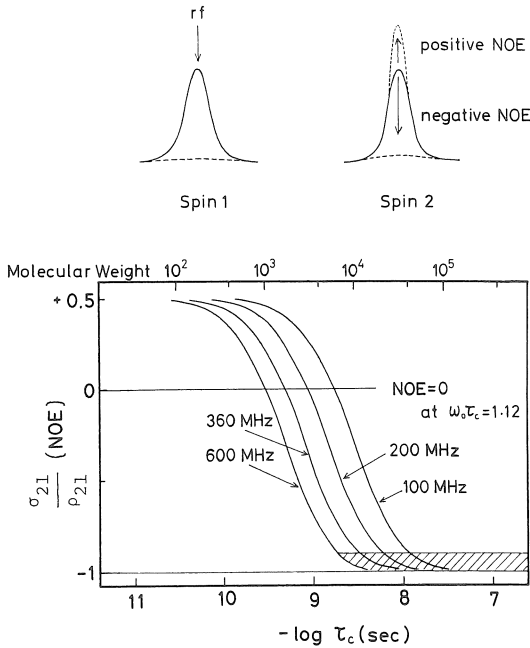 rf
positive NOE
negative NOE
Spin 1
Spin 2
Molecular Weight 10² 10³ 10⁴ 10⁵
+ 0.5
0
-1
σ₂₁ / ρ₂₁ (NOE)
NOE=0
at ω₀τc=1.12
360 MHz
600 MHz
200 MHz
100 MHz
11 10 9 8 7
- log τc (sec)